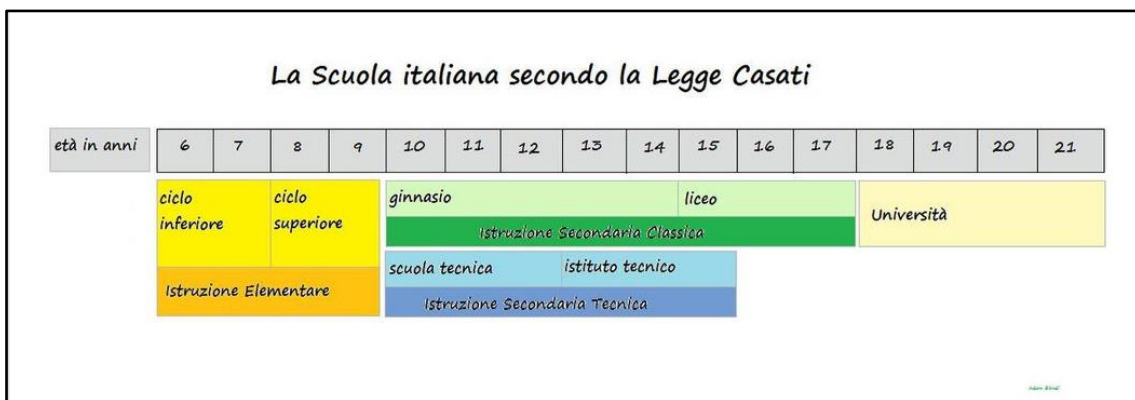 La Scuola italiana secondo la Legge Casati
età in anni 6 7 8 9 10 11 12 13 14 15 16 17 18 19 20 21
ciclo inferiore
ciclo superiore
Istruzione Elementare
ginnasio
liceo
Istruzione Secondaria Classica
scuola tecnica
istituto tecnico
Istruzione Secondaria Tecnica
Università